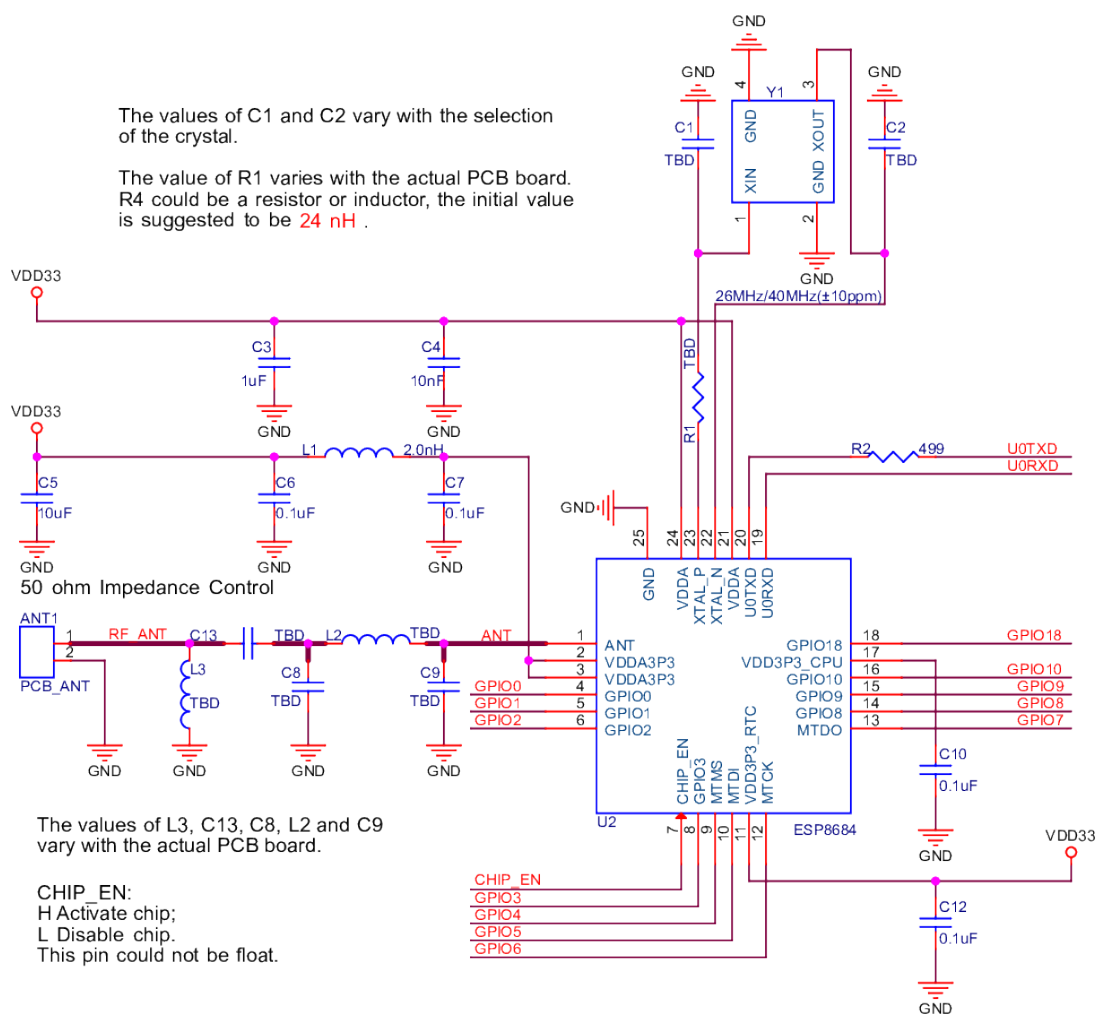 GND
GND
4
3
Y1
GND
C1
TBD
GND
XOUT
XIN
GND
C2
TBD
1
2
GND
The values of C1 and C2 vary with the selection
of the crystal.
The value of R1 varies with the actual PCB board.
R4 could be a resistor or inductor, the initial value
is suggested to be 24 nH .
26MHz/40MHz(±10ppm)
VDD33
C3
1uF
GND
C4
10nF
GND
TBD
R1
VDD33
L1
2.0nH
C5
10uF
GND
C6
0.1uF
GND
C7
0.1uF
GND
R2
499
U0TXD
U0RXD
GND
25
24
23
22
21
20
19
GND
VDDA
XTAL_P
XTAL_N
VDDA
U0TXD
U0RXD
50 ohm Impedance Control
ANT1
1
2
PCB_ANT
RF_ANT
C13
TBD
L2
TBD
ANT
L3
TBD
C8
TBD
C9
TBD
GND
GND
GND
GND
GPIO0
GPIO1
GPIO2
1
2
3
4
5
6
ANT
VDDA3P3
VDDA3P3
GPIO0
GPIO1
GPIO2
GPIO18
VDD3P3_CPU
GPIO10
GPIO9
GPIO8
MTDO
18
17
16
15
14
13
GPIO18
GPIO10
GPIO9
GPIO8
GPIO7
CHIP_EN
GPIO3
MTMS
MTDI
VDD3P3_RTC
MTCK
U2
ESP8684
7
8
9
10
11
12
C10
0.1uF
GND
VDD33
C12
0.1uF
GND
The values of L3, C13, C8, L2 and C9
vary with the actual PCB board.
CHIP_EN:
H Activate chip;
L Disable chip.
This pin could not be float.
CHIP_EN
GPIO3
GPIO4
GPIO5
GPIO6